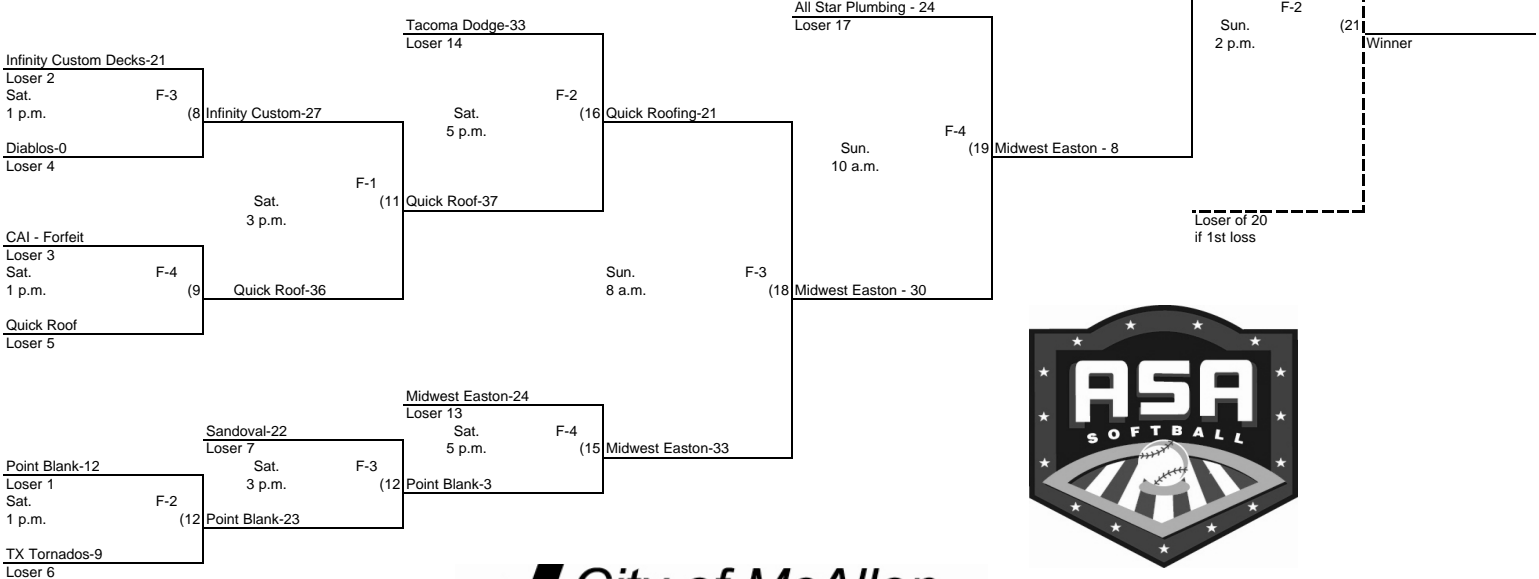 All Star Plumbing - 24
Loser 17
F-2
Sun.
(21
2 p.m.
Winner
Tacoma Dodge-33
Loser 14
Infinity Custom Decks-21
Loser 2
Sat.
F-3
1 p.m.
(8
Infinity Custom-27
Diablos-0
Loser 4
F-2
Sat.
(16
Quick Roofing-21
5 p.m.
F-4
Sun.
(19
Midwest Easton - 8
10 a.m.
F-1
Sat.
(11
Quick Roof-37
3 p.m.
Loser of 20
if 1st loss
CAI - Forfeit
Loser 3
Sat.
F-4
1 p.m.
(9
Quick Roof-36
Quick Roof
Loser 5
Sun.
F-3
8 a.m.
(18
Midwest Easton - 30
Midwest Easton-24
Loser 13
Sat.
F-4
5 p.m.
(15
Midwest Easton-33
Sandoval-22
Loser 7
Sat.
F-3
3 p.m.
(12
Point Blank-3
Point Blank-12
Loser 1
Sat.
F-2
1 p.m.
(12
Point Blank-23
TX Tornados-9
Loser 6
ASA
SOFTBALL
City of McAllen